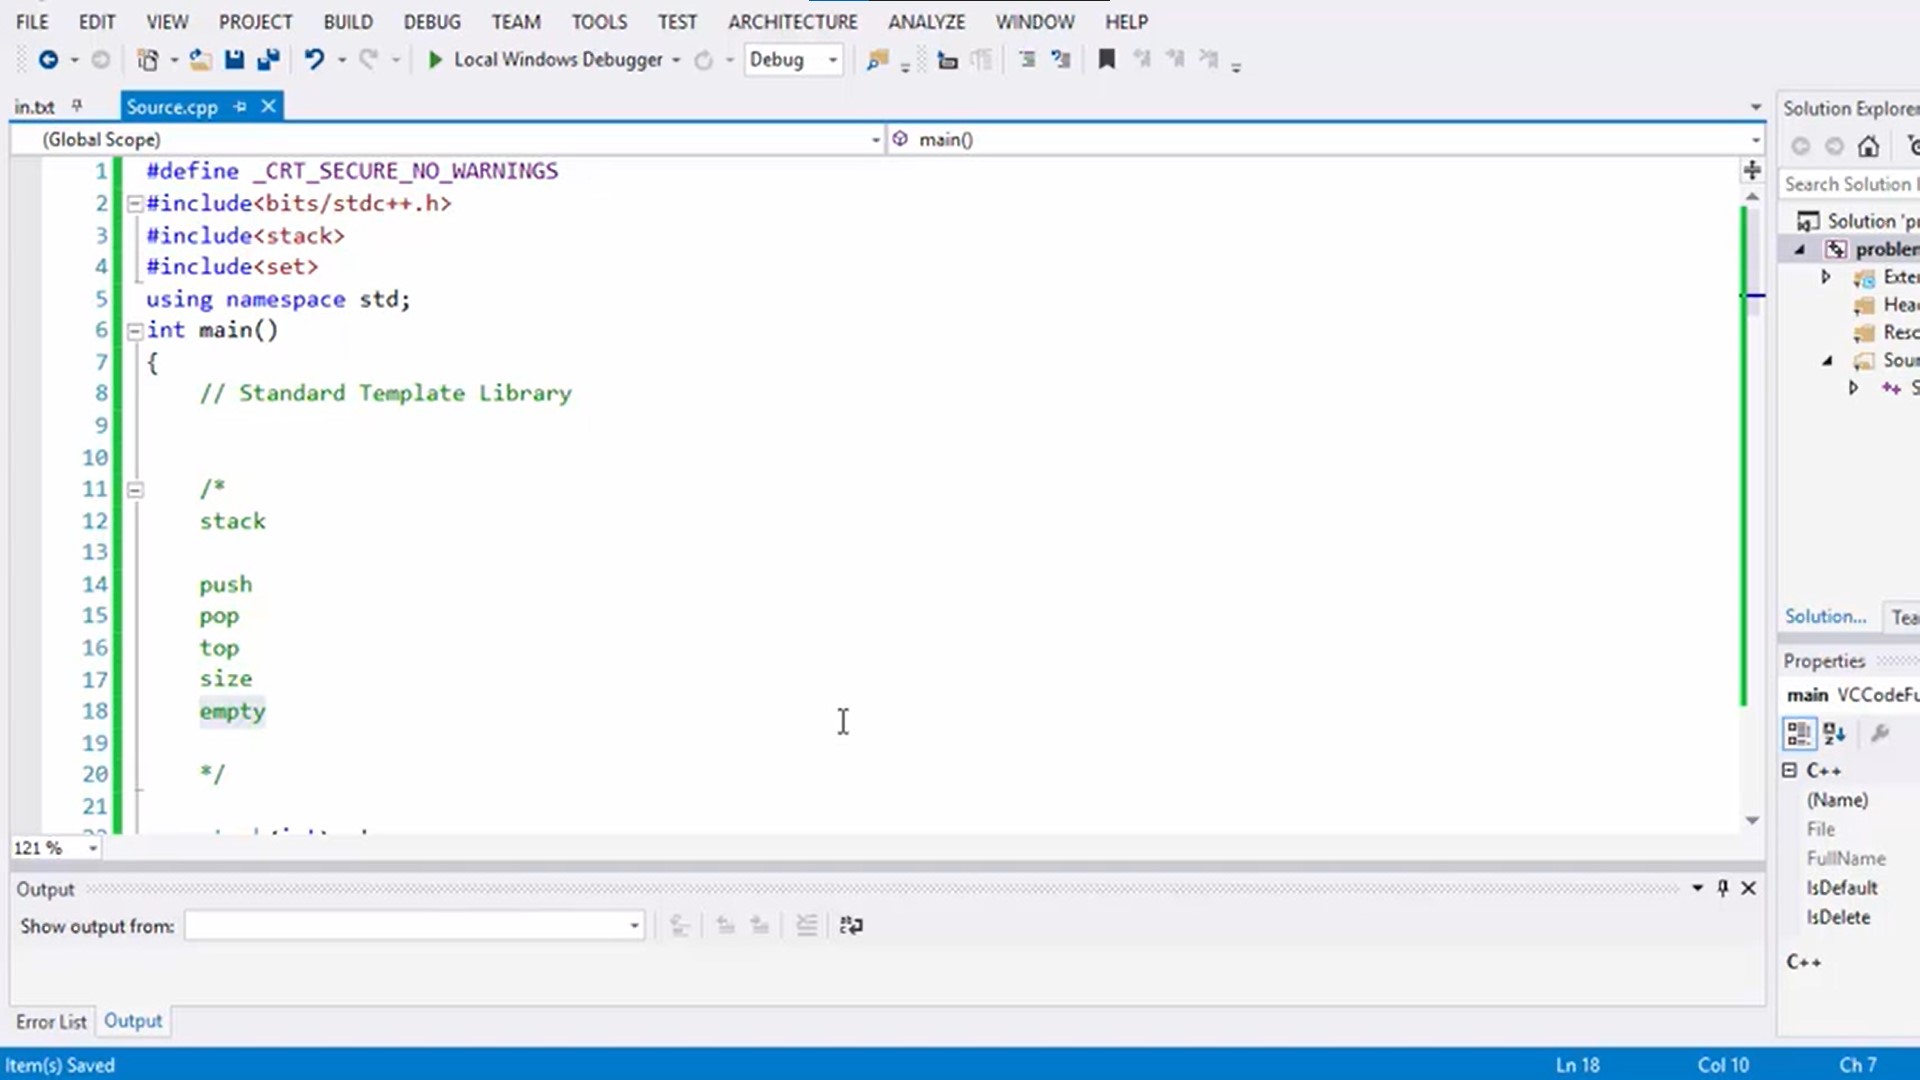 FILE EDIT VIEW PROJECT BUILD DEBUG TEAM TOOLS TEST ARCHITECTURE ANALYZE WINDOW HELP
Local Windows Debugger Debug
in.txt Source.cpp
(Global Scope) main()
1 #define _CRT_SECURE_NO_WARNINGS
2 #include<bits/stdc++.h>
3 #include<stack>
4 #include<set>
5 using namespace std;
6 int main()
7 {
8 // Standard Template Library
9
10
11 /*
12 stack
13
14 push
15 pop
16 top
17 size
18 empty
19
20 */
21
121 %
Output
Show output from:
Error List Output
Item(s) Saved Ln 18 Col 10 Ch 7
Solution Explorer
Search Solution
Solution 'pr
problem
Exter
Head
Reso
Sour
S
Solution... Tea
Properties
main VCCodeFu
C++
(Name)
File
FullName
IsDefault
IsDelete
C++